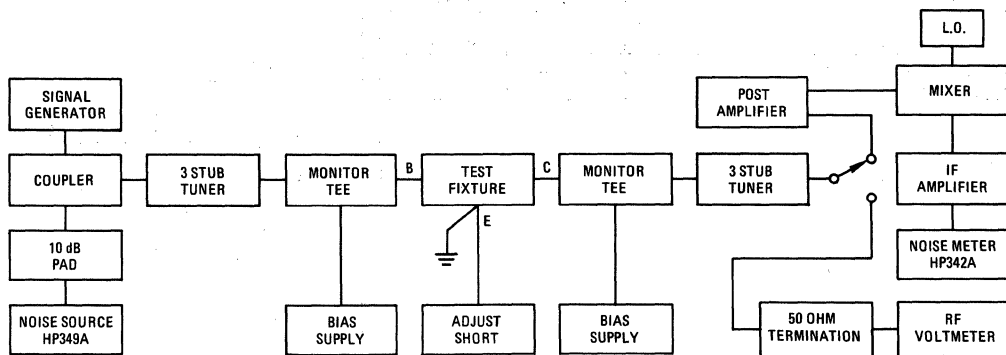 L.O.
SIGNAL
GENERATOR
POST
AMPLIFIER
MIXER
COUPLER
3 STUB
TUNER
MONITOR
TEE
B
TEST
FIXTURE
C
MONITOR
TEE
3 STUB
TUNER
IF
AMPLIFIER
E
10 dB
PAD
NOISE METER
HP342A
NOISE SOURCE
HP349A
BIAS
SUPPLY
ADJUST
SHORT
BIAS
SUPPLY
50 OHM
TERMINATION
RF
VOLTMETER